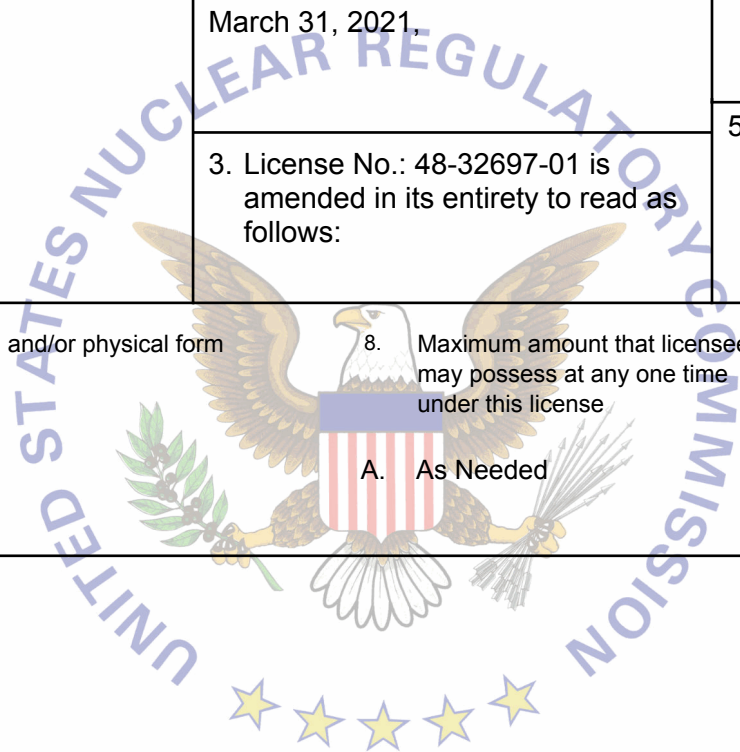 March 31, 2021,
3. License No.: 48-32697-01 is
amended in its entirety to read as
follows:
5
and/or physical form
8. Maximum amount that licensee
may possess at any one time
under this license
A. As Needed
UNITED STATES NUCLEAR REGULATORY COMMISSION